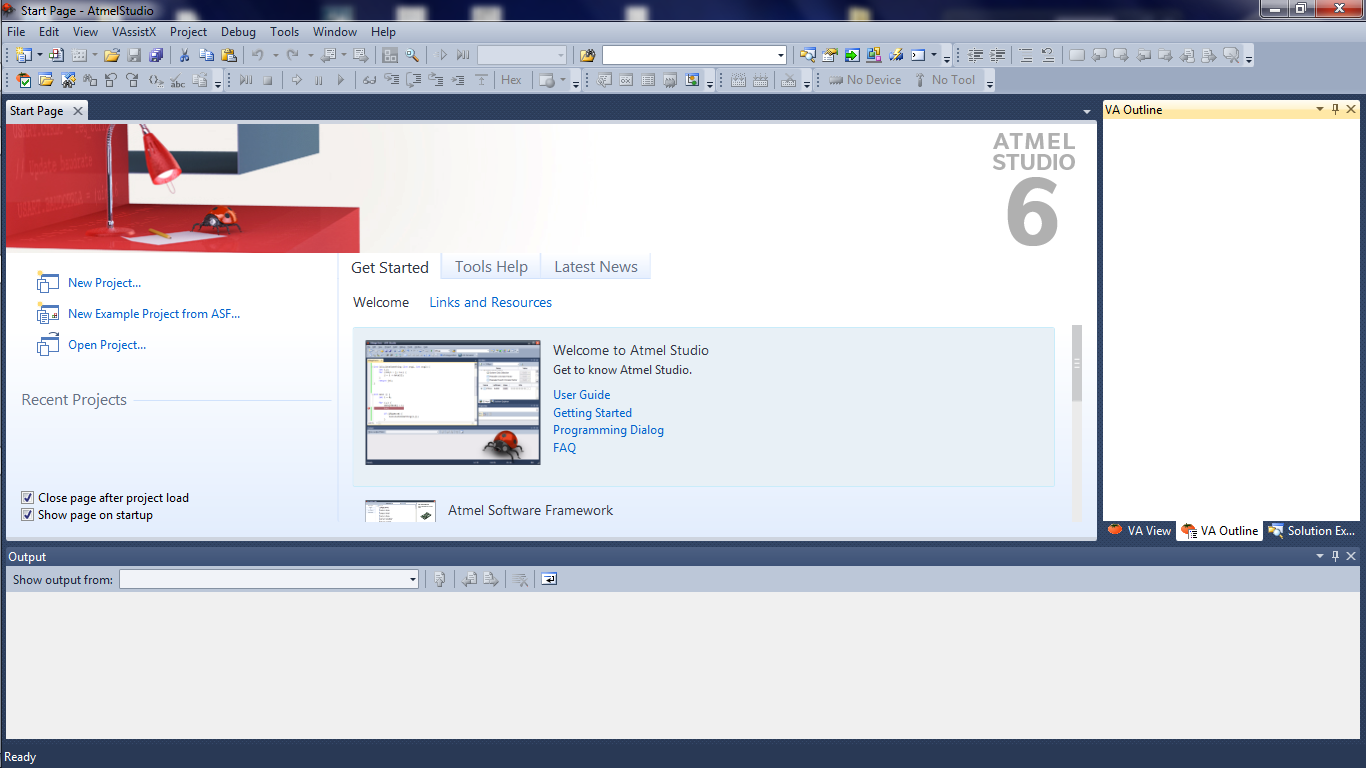 Start Page - AtmelStudio
File Edit View VAssistX Project Debug Tools Window Help
Hex No Device No Tool
Start Page
VA Outline
ATMEL
STUDIO
6
Get Started Tools Help Latest News
New Project...
Welcome Links and Resources
New Example Project from ASF...
Open Project...
Welcome to Atmel Studio
Get to know Atmel Studio.
User Guide
Getting Started
Programming Dialog
FAQ
Recent Projects
Close page after project load
Show page on startup
Atmel Software Framework
VA View VA Outline Solution Ex...
Output
Show output from:
Ready